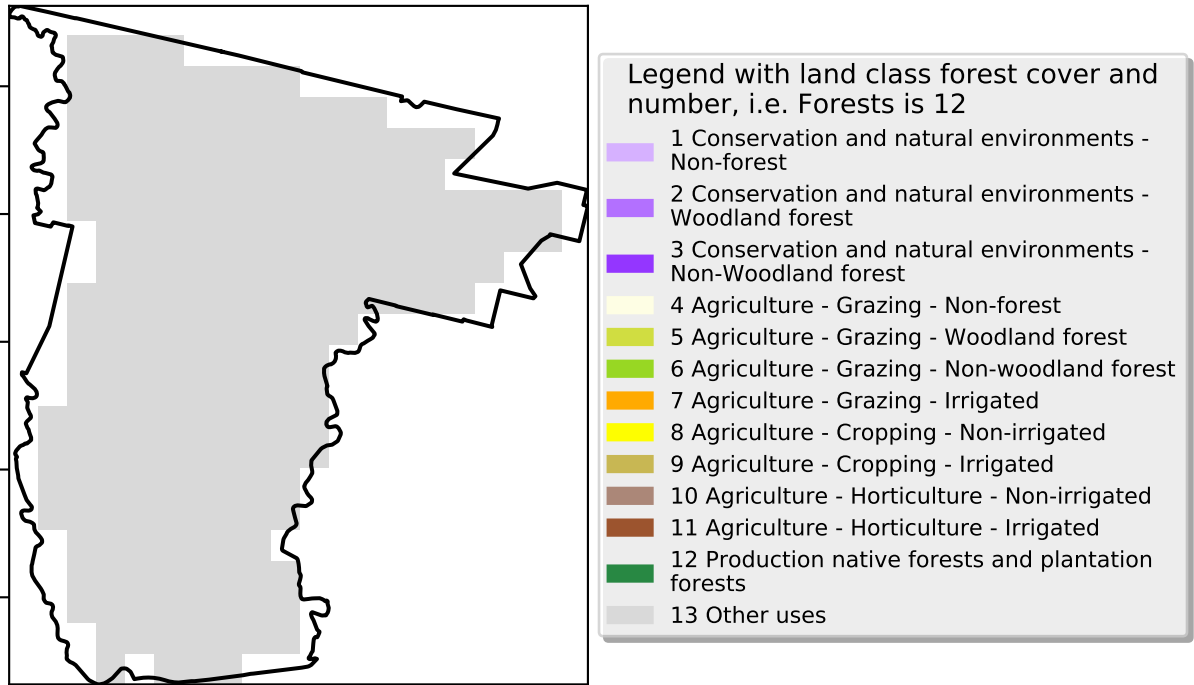 Legend with land class forest cover and
number, i.e. Forests is 12
1 Conservation and natural environments -
Non-forest
2 Conservation and natural environments -
Woodland forest
3 Conservation and natural environments -
Non-Woodland forest
4 Agriculture - Grazing - Non-forest
5 Agriculture - Grazing - Woodland forest
6 Agriculture - Grazing - Non-woodland forest
7 Agriculture - Grazing - Irrigated
8 Agriculture - Cropping - Non-irrigated
9 Agriculture - Cropping - Irrigated
10 Agriculture - Horticulture - Non-irrigated
11 Agriculture - Horticulture - Irrigated
12 Production native forests and plantation
forests
13 Other uses